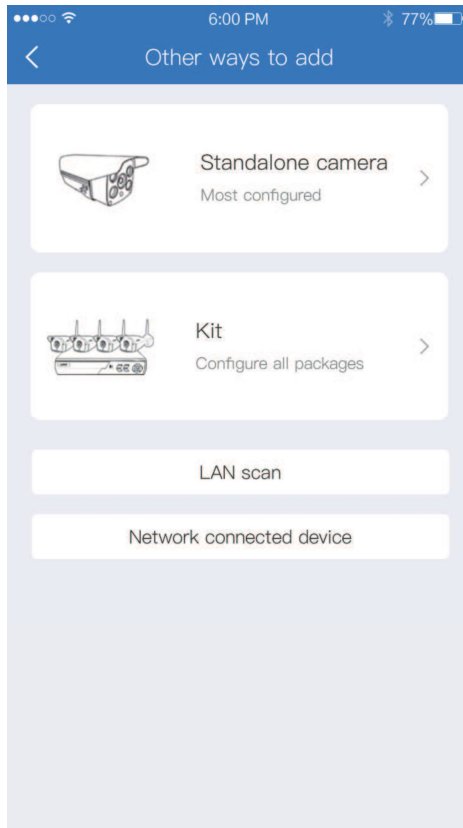 6:00 PM
77%
Other ways to add
Standalone camera
Most configured
Kit
Configure all packages
LAN scan
Network connected device